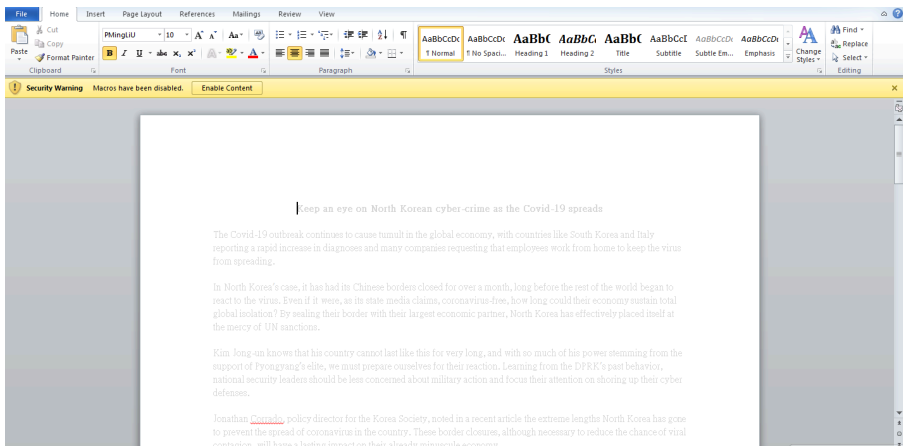 File Home Insert Page Layout References Mailings Review View
Cut
Copy
Paste
Format Painter
Clipboard
PMingLiU 10
B I U abc x₂ x² A
Font
Paragraph
AaBbCcDc AaBbCcDc AaBbC AaBbC AaBbC AaBbCcI AaBbCcDc AaBbCcDc
¶ Normal ¶ No Spaci... Heading 1 Heading 2 Title Subtitle Subtle Em... Emphasis
Styles
Change Styles
Find
Replace
Select
Editing
Security Warning Macros have been disabled. Enable Content
Keep an eye on North Korean cyber-crime as the Covid-19 spreads
The Covid-19 outbreak continues to cause tumult in the global economy, with countries like South Korea and Italy
reporting a rapid increase in diagnoses and many companies requesting that employees work from home to keep the virus
from spreading.
In North Korea's case, it has had its Chinese borders closed for over a month, long before the rest of the world began to
react to the virus. Even if it were, as its state media claims, coronavirus-free, how long could their economy sustain total
global isolation? By sealing their border with their largest economic partner, North Korea has effectively placed itself at
the mercy of UN sanctions.
Kim Jong-un knows that his country cannot last like this for very long, and with so much of his power stemming from the
support of Pyongyang's elite, we must prepare ourselves for their reaction. Learning from the DPRK's past behavior,
national security leaders should be less concerned about military action and focus their attention on shoring up their cyber
defenses.
Jonathan Corrado, policy director for the Korea Society, noted in a recent article the extreme lengths North Korea has gone
to prevent the spread of coronavirus in the country. These border closures, although necessary to reduce the chance of viral
contagion, will have a lasting impact on their already minuscule economy.